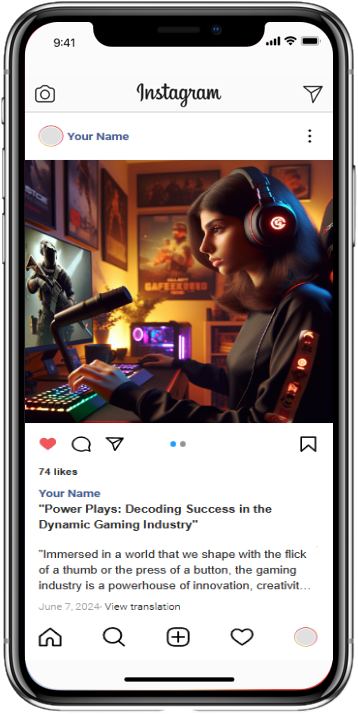 9:41
Instagram
Your Name
74 likes
Your Name
"Power Plays: Decoding Success in the
Dynamic Gaming Industry"
"Immersed in a world that we shape with the flick
of a thumb or the press of a button, the gaming
industry is a powerhouse of innovation, creativit...
June 7, 2024· View translation